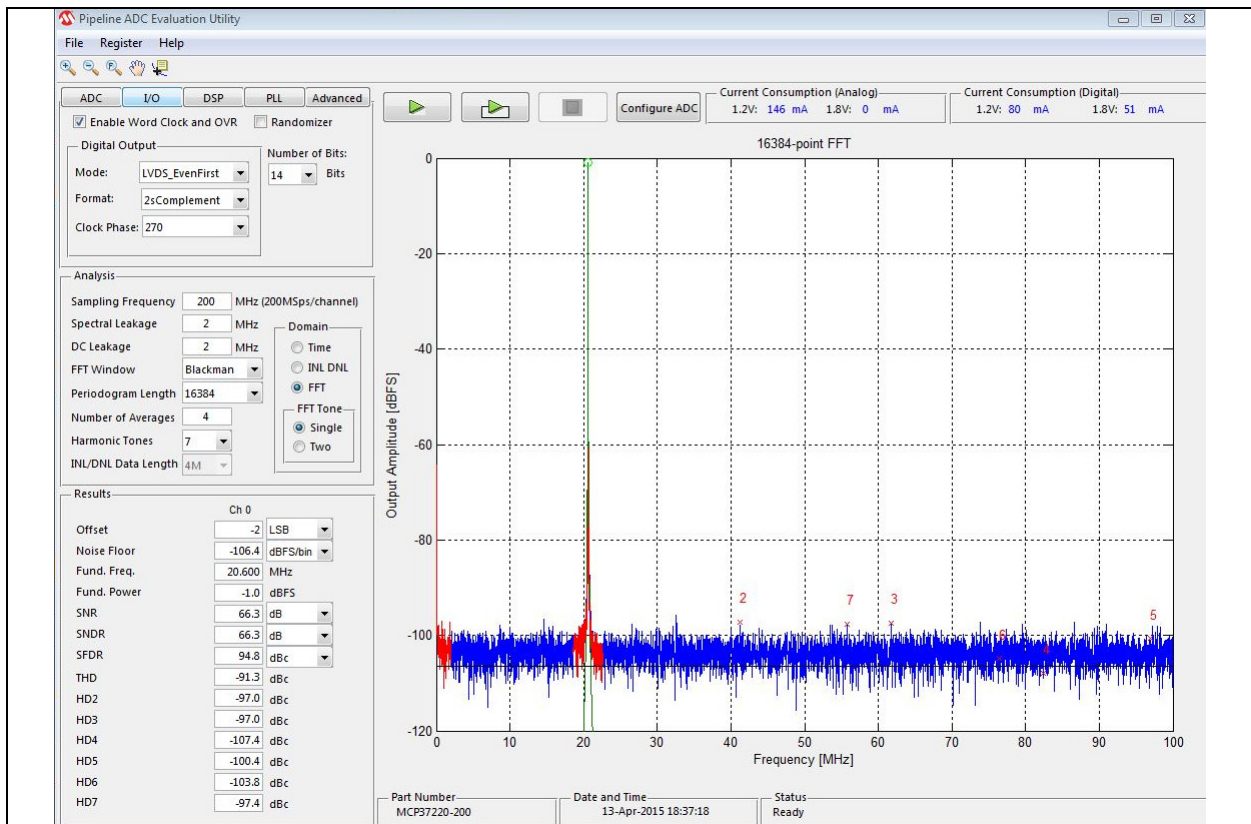 Pipeline ADC Evaluation Utility
File Register Help
ADC I/O DSP PLL Advanced
Enable Word Clock and OVR Randomizer
Digital Output
Mode: LVDS_EvenFirst
Format: 2sComplement
Clock Phase: 270
Number of Bits:
14 Bits
Configure ADC
Current Consumption (Analog)
1.2V: 146 mA 1.8V: 0 mA
Current Consumption (Digital)
1.2V: 80 mA 1.8V: 51 mA
Analysis
Sampling Frequency 200 MHz (200MSps/channel)
Spectral Leakage 2 MHz
DC Leakage 2 MHz
FFT Window Blackman
Periodogram Length 16384
Number of Averages 4
Harmonic Tones 7
INL/DNL Data Length 4M
Domain
Time
INL DNL
FFT
FFT Tone
Single
Two
Results
Ch 0
Offset -2 LSB
Noise Floor -106.4 dBFS/bin
Fund. Freq. 20.600 MHz
Fund. Power -1.0 dBFS
SNR 66.3 dB
SNDR 66.3 dB
SFDR 94.8 dBc
THD -91.3 dBc
HD2 -97.0 dBc
HD3 -97.0 dBc
HD4 -107.4 dBc
HD5 -100.4 dBc
HD6 -103.8 dBc
HD7 -97.4 dBc
16384-point FFT
Output Amplitude [dBFS]
0
-20
-40
-60
-80
-100
-120
2 7 3 6 4 5
0 10 20 30 40 50 60 70 80 90 100
Frequency [MHz]
Part Number
MCP37220-200
Date and Time
13-Apr-2015 18:37:18
Status
Ready